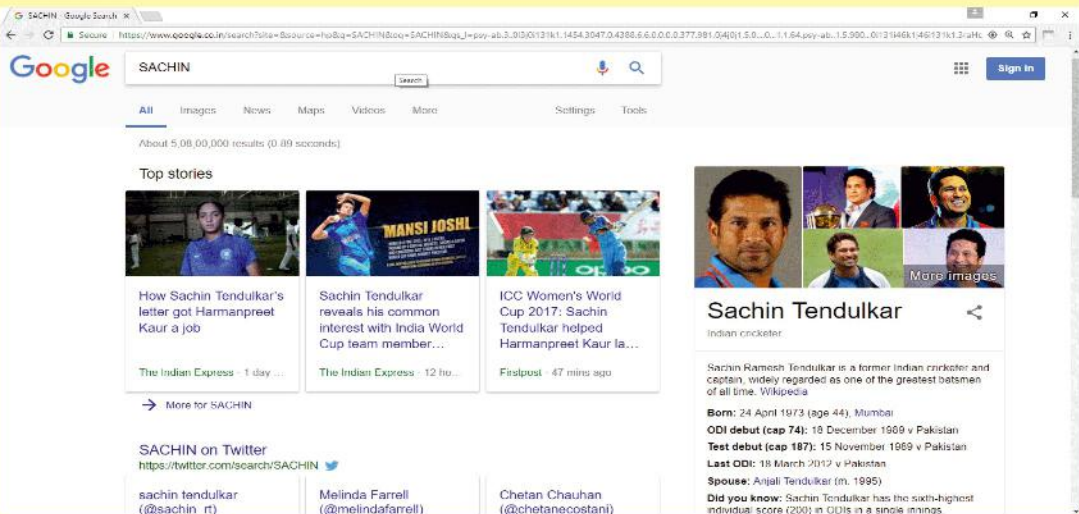 SACHIN - Google Search
Secure
Google
SACHIN
Search
Sign in
All Images News Maps Videos More Settings Tools
About 5,08,00,000 results (0.89 seconds)
Top stories
MANSI JOSHI
oppo
How Sachin Tendulkar's
letter got Harmanpreet
Kaur a job
The Indian Express - 1 day ...
Sachin Tendulkar
reveals his common
interest with India World
Cup team member...
The Indian Express - 12 ho...
ICC Women's World
Cup 2017: Sachin
Tendulkar helped
Harmanpreet Kaur la...
Firstpost - 47 mins ago
More for SACHIN
SACHIN on Twitter
https://twitter.com/search/SACHIN
sachin tendulkar
(@sachin_rt)
Melinda Farrell
(@melindafarrell)
Chetan Chauhan
(@chetanecostani)
More images
Sachin Tendulkar
Indian cricketer
Sachin Ramesh Tendulkar is a former Indian cricketer and
captain, widely regarded as one of the greatest batsmen
of all time. Wikipedia
Born: 24 April 1973 (age 44), Mumbai
ODI debut (cap 74): 18 December 1989 v Pakistan
Test debut (cap 187): 15 November 1989 v Pakistan
Last ODI: 18 March 2012 v Pakistan
Spouse: Anjali Tendulkar (m. 1995)
Did you know: Sachin Tendulkar has the sixth-highest
individual score (200) in ODIs in a single innings.